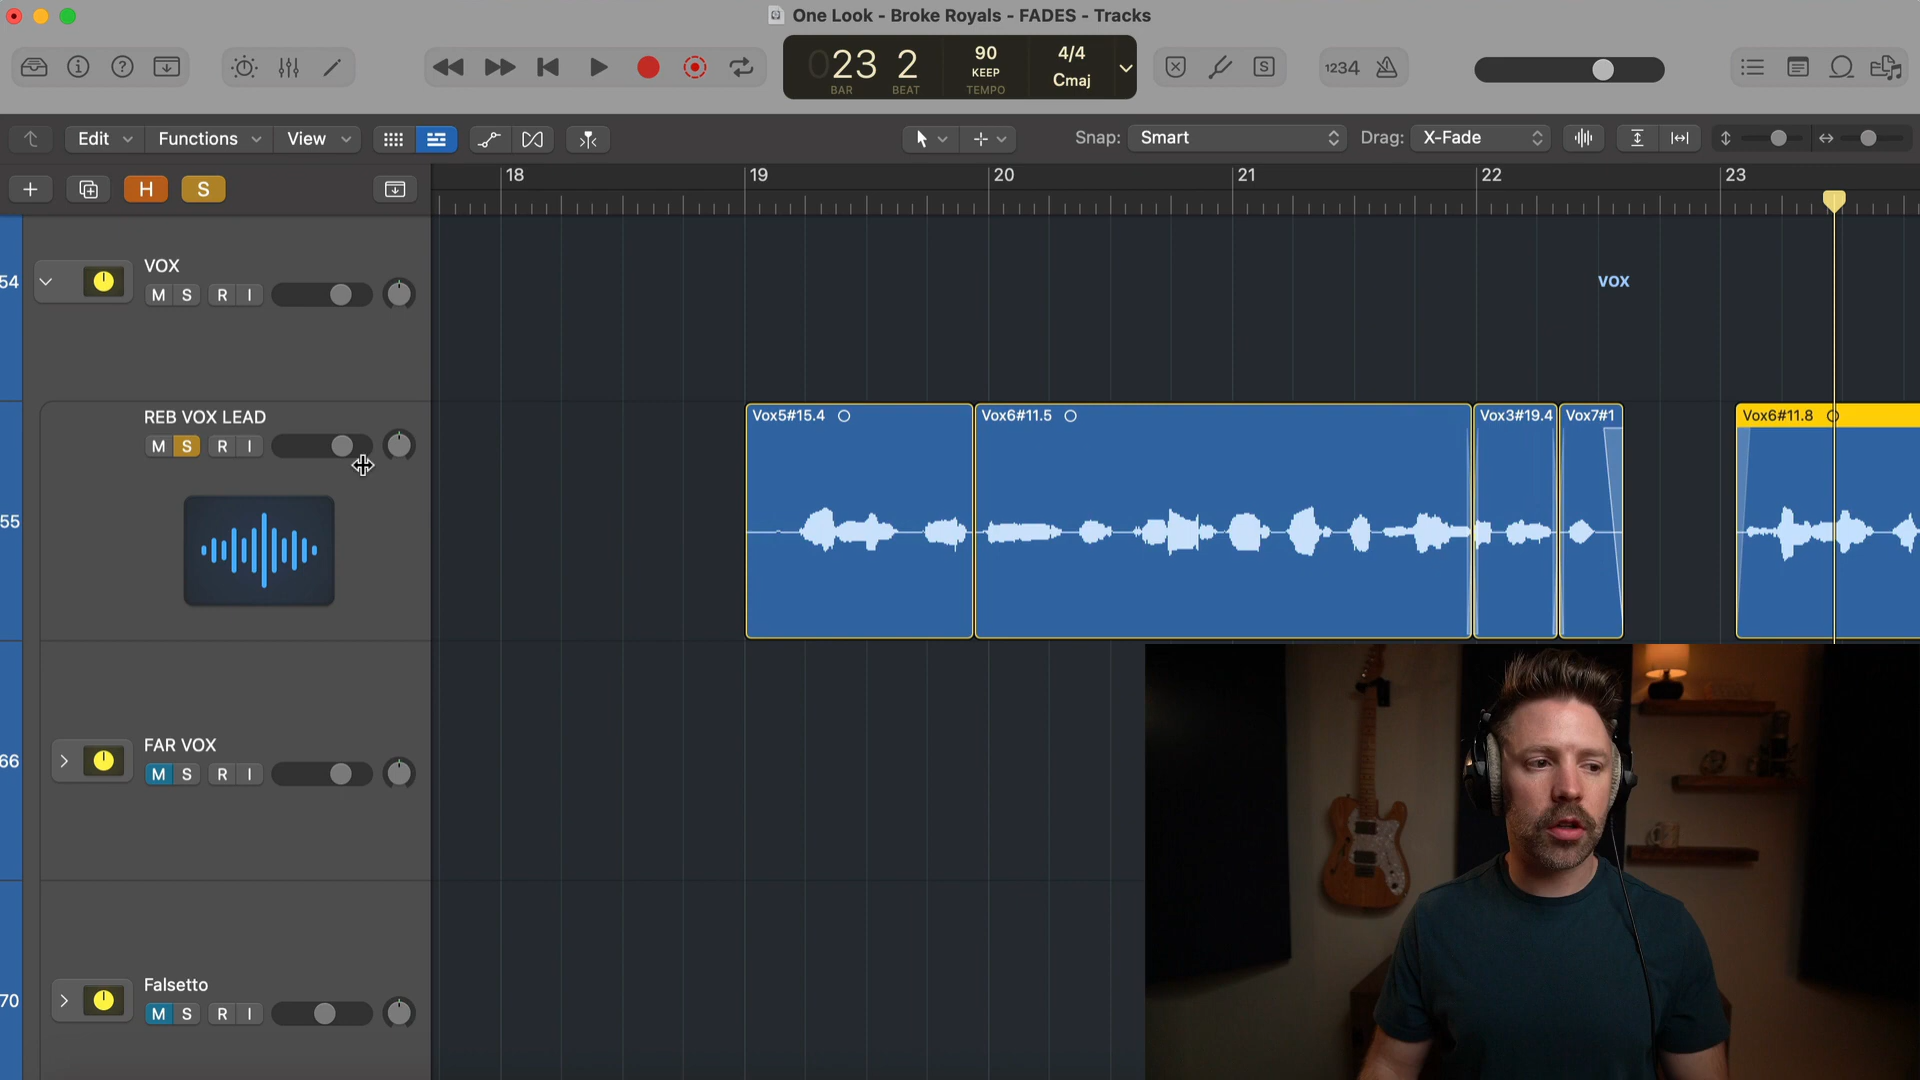 One Look - Broke Royals - FADES - Tracks
023 2
BAR BEAT
90
KEEP
TEMPO
4/4
Cmaj
S
1234
Edit
Functions
View
Snap: Smart
Drag: X-Fade
H
S
18
19
20
21
22
23
54
VOX
M S R I
VOX
55
REB VOX LEAD
M S R I
Vox5#15.4
Vox6#11.5
Vox3#19.4
Vox7#1
Vox6#11.8
66
FAR VOX
M S R I
70
Falsetto
M S R I